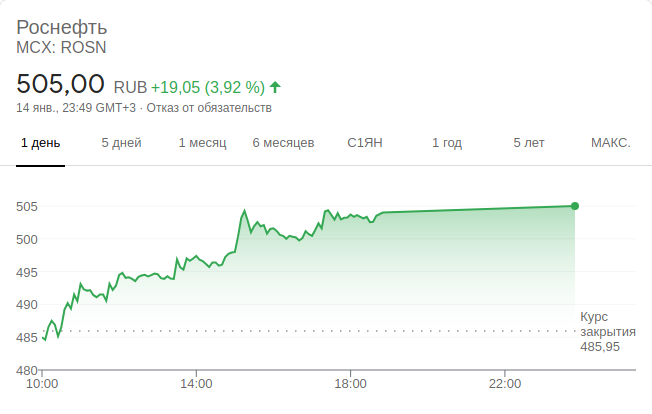 Роснефть
MCX: ROSN
505,00 RUB +19,05 (3,92 %)
14 янв., 23:49 GMT+3 · Отказ от обязательств
1 день 5 дней 1 месяц 6 месяцев С1ЯН 1 год 5 лет МАКС.
505
500
495
490
485
480
Курс
закрытия
485,95
10:00 14:00 18:00 22:00